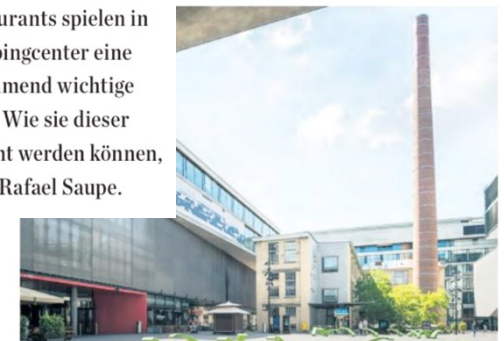 urants spielen in
pingcenter eine
mend wichtige
Wie sie dieser
nt werden können,
Rafael Saupe.